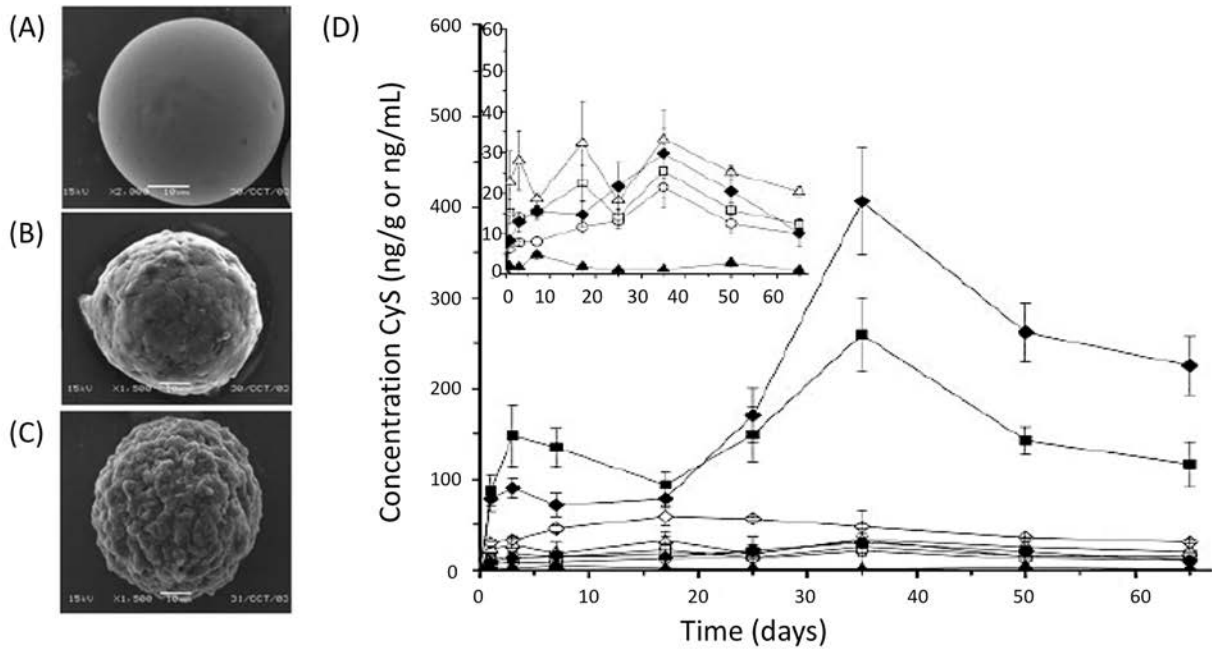 (A)
15kV X2,000 10μm 30/OCT/03
(B)
15kV X1,500 10μm 30/OCT/03
(C)
15kV X1,500 10μm 31/OCT/03
(D)
Concentration CyS (ng/g or ng/mL)
600
500
400
300
200
100
0
0 10 20 30 40 50 60
Time (days)
60
50
40
30
20
10
0
0 10 20 30 40 50 60